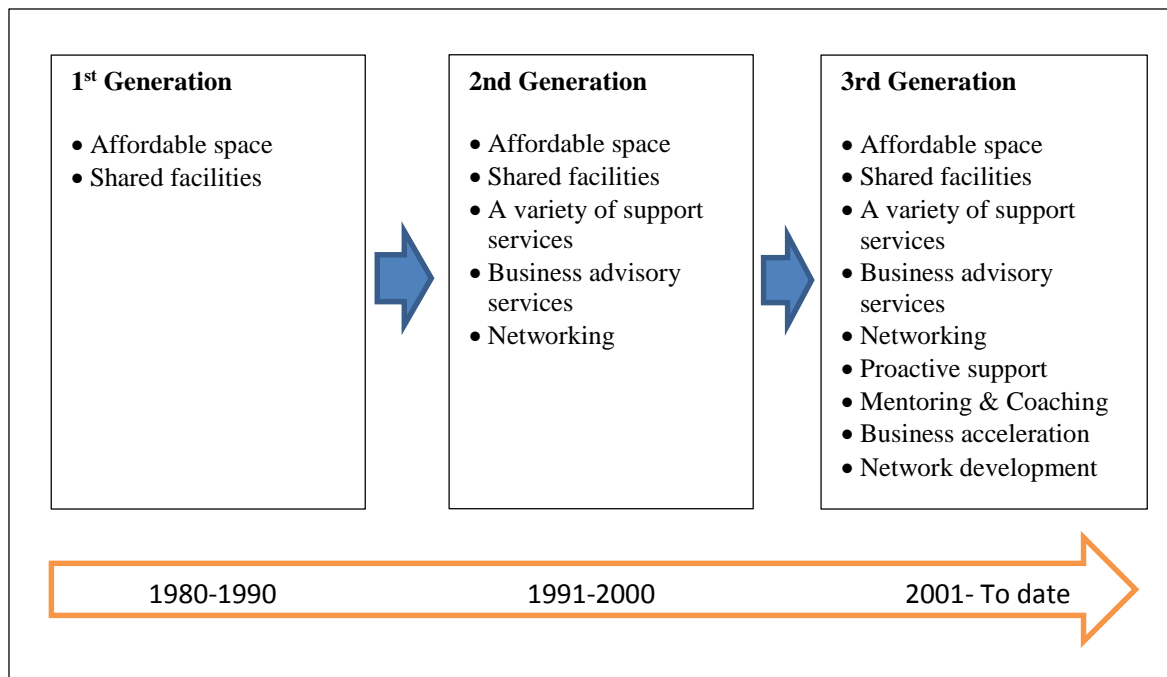 1st Generation
• Affordable space
• Shared facilities
2nd Generation
• Affordable space
• Shared facilities
• A variety of support
services
• Business advisory
services
• Networking
3rd Generation
• Affordable space
• Shared facilities
• A variety of support
services
• Business advisory
services
• Networking
• Proactive support
• Mentoring & Coaching
• Business acceleration
• Network development
1980-1990
1991-2000
2001- To date